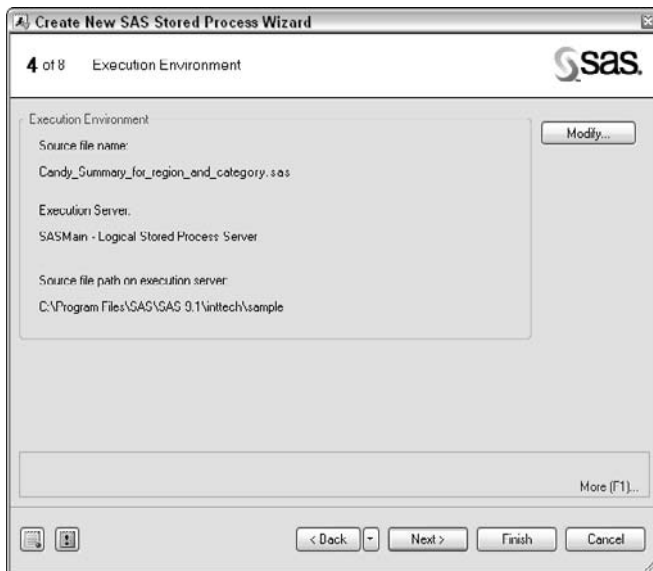 Create New SAS Stored Process Wizard
4 of 8 Execution Environment
sas.
Execution Environment
Modify...
Source file name:
Candy_Summary_for_region_and_category.sas
Execution Server:
SASMain - Logical Stored Process Server
Source file path on execution server:
C:\Program Files\SAS\SAS 9.1\inttech\sample
More (F1)...
< Back
Next >
Finish
Cancel